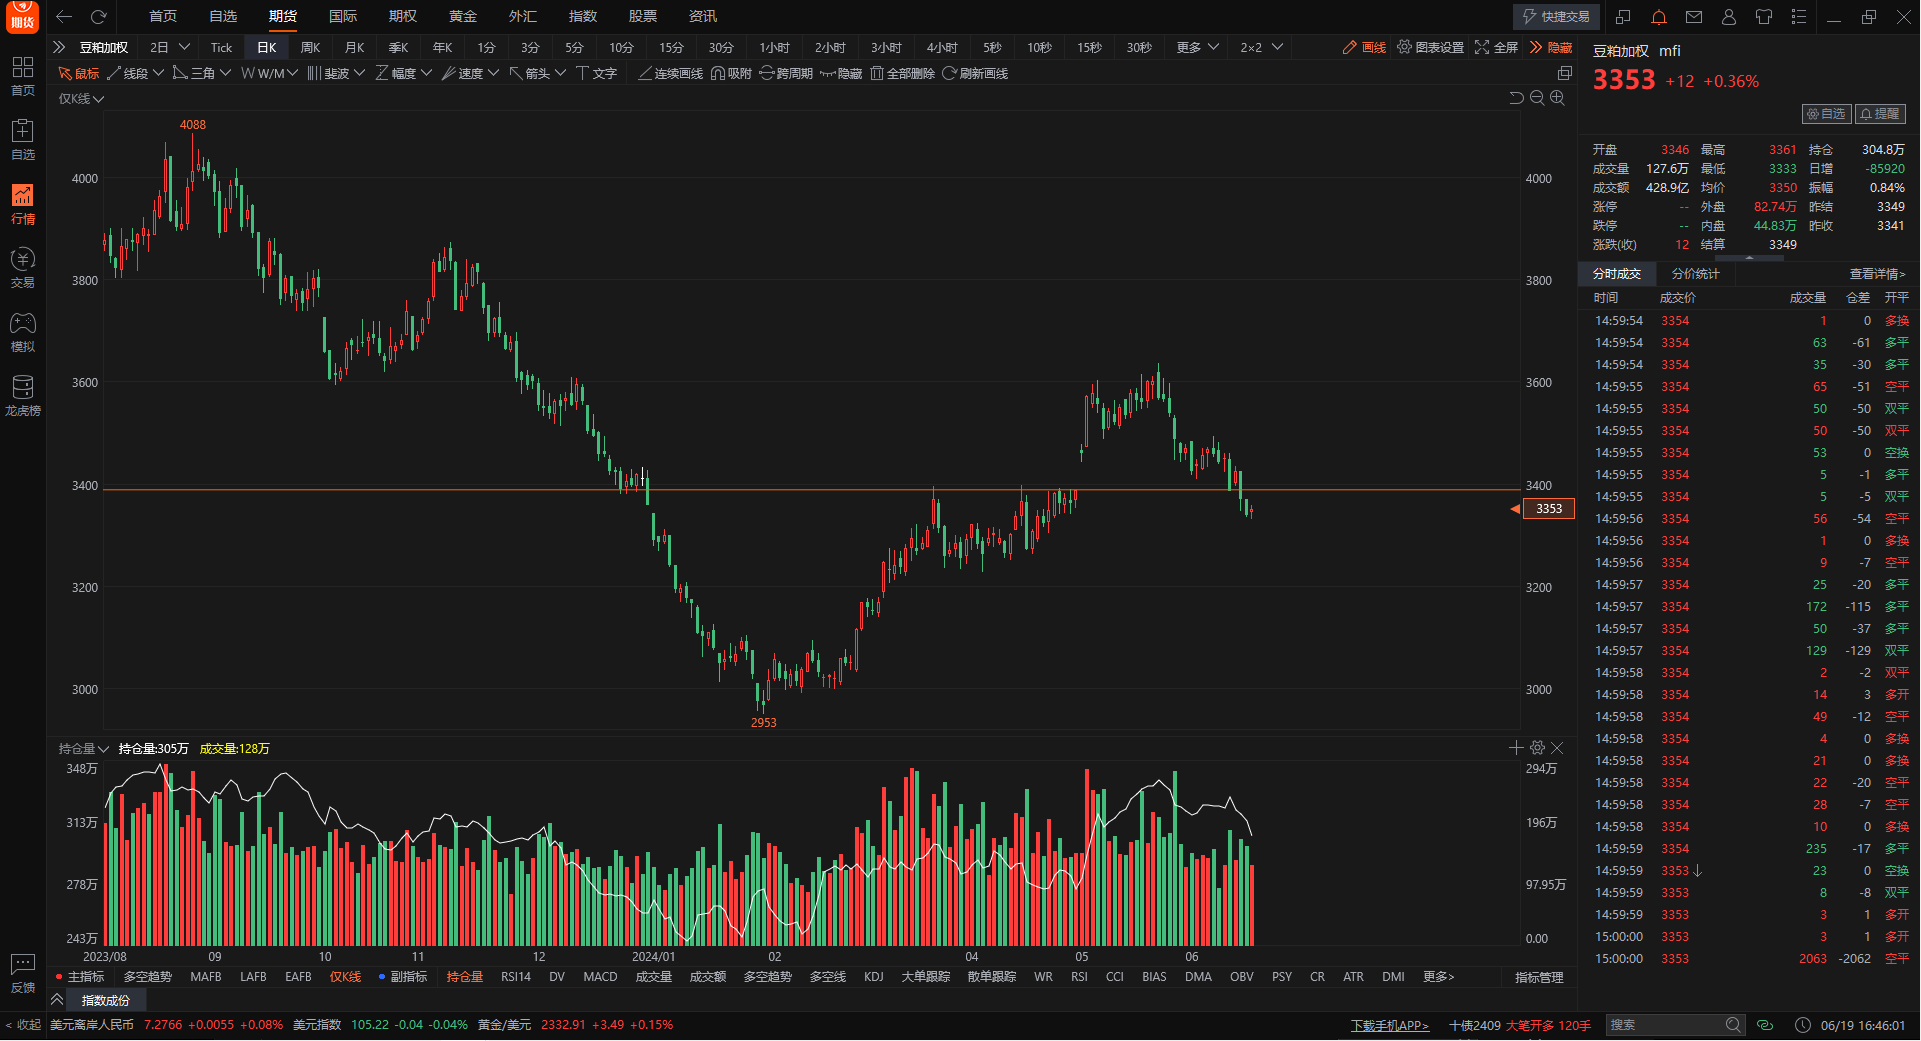 期货 首页 自选 期货 国际 期权 黄金 外汇 指数 股票 资讯 快捷交易
豆粕加权 2日 Tick 日K 周K 月K 季K 年K 1分 3分 5分 10分 15分 30分 1小时 2小时 3小时 4小时 5秒 10秒 15秒 30秒 更多 2×2 画线 图表设置 全屏 隐藏
鼠标 线段 三角 W/M 斐波 幅度 速度 箭头 文字 连续画线 吸附 跨周期 隐藏 全部删除 刷新画线
首页
自选
行情
交易
模拟
龙虎榜
反馈
< 收起
仅K线
4088
4000 4000
3800 3800
3600 3600
3400 3400
3353
3200 3200
3000 3000
2953
持仓量 持仓量:305万 成交量:128万
348万 294万
313万 196万
278万 97.95万
243万 0.00
2023/08 09 10 11 12 2024/01 02 04 05 06
主指标 多空趋势 MAFB LAFB EAFB 仅K线 副指标 持仓量 RSI14 DV MACD 成交量 成交额 多空趋势 多空线 KDJ 大单跟踪 散单跟踪 WR RSI CCI BIAS DMA OBV PSY CR ATR DMI 更多> 指标管理
指数成份
豆粕加权 mfi
3353 +12 +0.36%
自选 提醒
开盘 3346 最高 3361 持仓 304.8万
成交量 127.6万 最低 3333 日增 -85920
成交额 428.9亿 均价 3350 振幅 0.84%
涨停 -- 外盘 82.74万 昨结 3349
跌停 -- 内盘 44.83万 昨收 3341
涨跌(收) 12 结算 3349
分时成交 分价统计 查看详情>
时间 成交价 成交量 仓差 开平
14:59:54 3354 1 0 多换
14:59:54 3354 63 -61 多平
14:59:54 3354 35 -30 多平
14:59:55 3354 65 -51 空平
14:59:55 3354 50 -50 双平
14:59:55 3354 50 -50 双平
14:59:55 3354 53 0 空换
14:59:55 3354 5 -1 多平
14:59:55 3354 5 -5 双平
14:59:56 3354 56 -54 空平
14:59:56 3354 1 0 多换
14:59:56 3354 9 -7 空平
14:59:57 3354 25 -20 多平
14:59:57 3354 172 -115 多平
14:59:57 3354 50 -37 多平
14:59:57 3354 129 -129 双平
14:59:58 3354 2 -2 双平
14:59:58 3354 14 3 多开
14:59:58 3354 49 -12 空平
14:59:58 3354 4 0 多换
14:59:58 3354 21 0 多换
14:59:58 3354 22 -20 空平
14:59:58 3354 28 -7 空平
14:59:58 3354 10 0 多换
14:59:59 3354 235 -17 多平
14:59:59 3353↓ 23 0 空换
14:59:59 3353 8 -8 双平
14:59:59 3353 3 1 多开
15:00:00 3353 3 1 多开
15:00:00 3353 2063 -2062 空平
美元离岸人民币 7.2766 +0.0055 +0.08% 美元指数 105.22 -0.04 -0.04% 黄金/美元 2332.91 +3.49 +0.15% 下载手机APP> 十债2409 大笔开多 120手 搜索 06/19 16:46:01